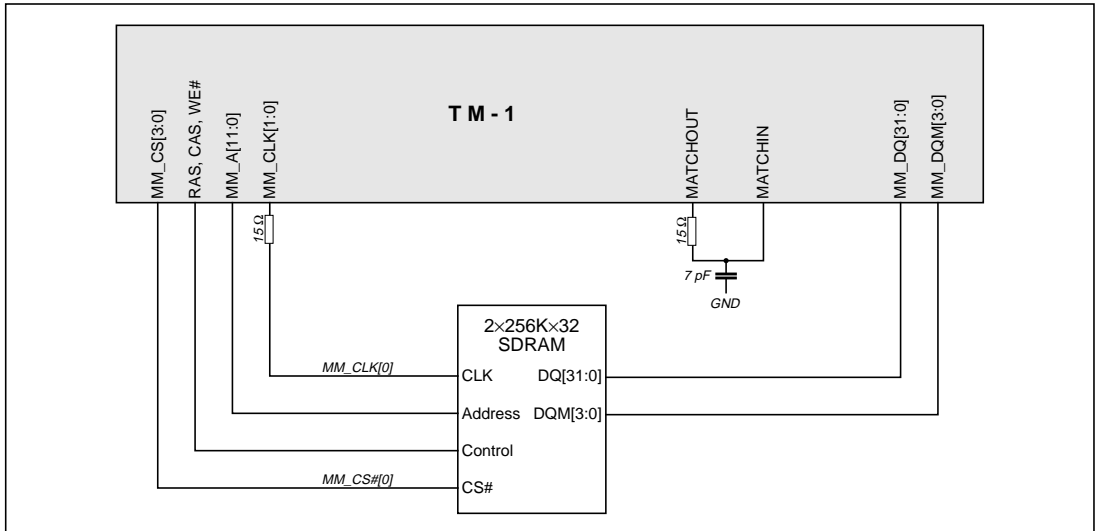 TM-1
MM_CS[3:0]
RAS, CAS, WE#
MM_A[11:0]
MM_CLK[1:0]
MATCHOUT
MATCHIN
MM_DQ[31:0]
MM_DQM[3:0]
15 Ω
15 Ω
7 pF
GND
2×256K×32
SDRAM
MM_CLK[0]
CLK
DQ[31:0]
Address
DQM[3:0]
Control
MM_CS#[0]
CS#